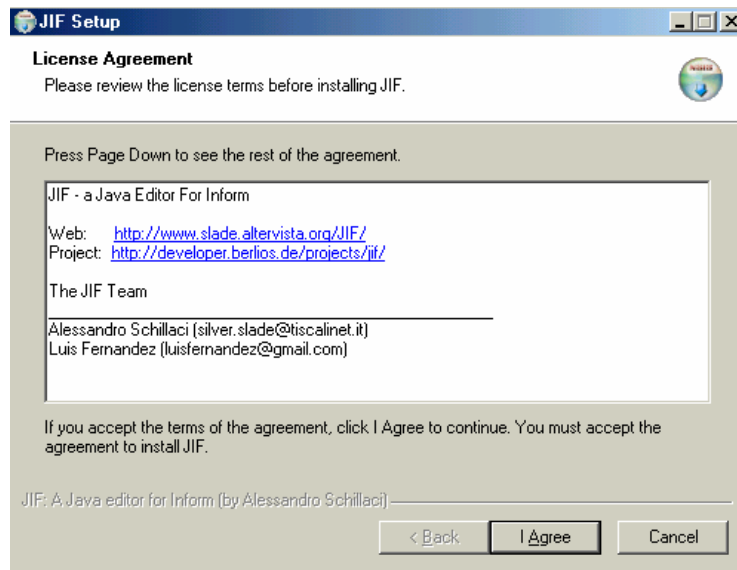 JIF Setup
License Agreement
Please review the license terms before installing JIF.
Press Page Down to see the rest of the agreement.
JIF - a Java Editor For Inform
Web: http://www.slade.altervista.org/JIF/
Project: http://developer.berlios.de/projects/jif/
The JIF Team
Alessandro Schillaci (silver.slade@tiscalinet.it)
Luis Fernandez (luisfernandez@gmail.com)
If you accept the terms of the agreement, click I Agree to continue. You must accept the
agreement to install JIF.
JIF: A Java editor for Inform (by Alessandro Schillaci)
< Back
I Agree
Cancel